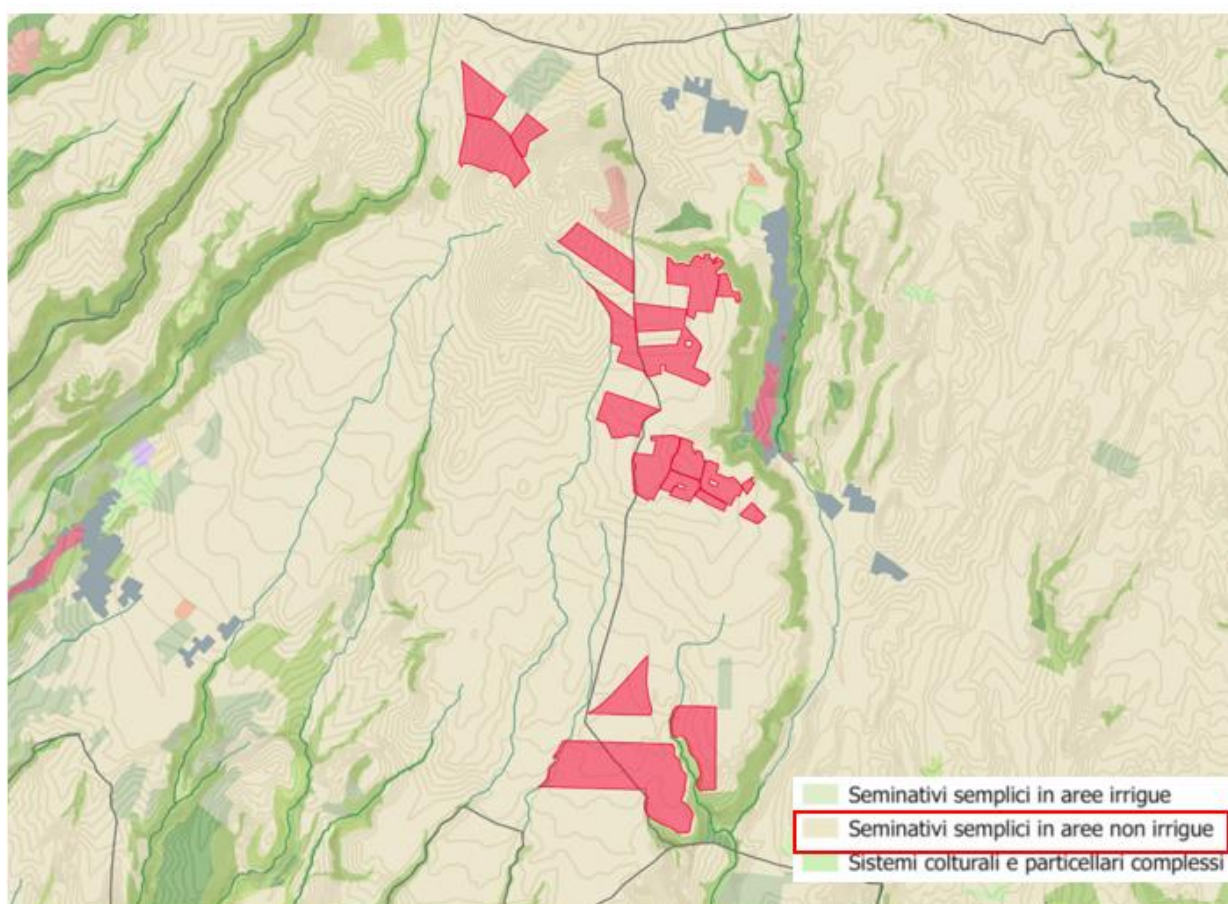 Seminativi semplici in aree irrigue
Seminativi semplici in aree non irrigue
Sistemi colturali e particellari complessi